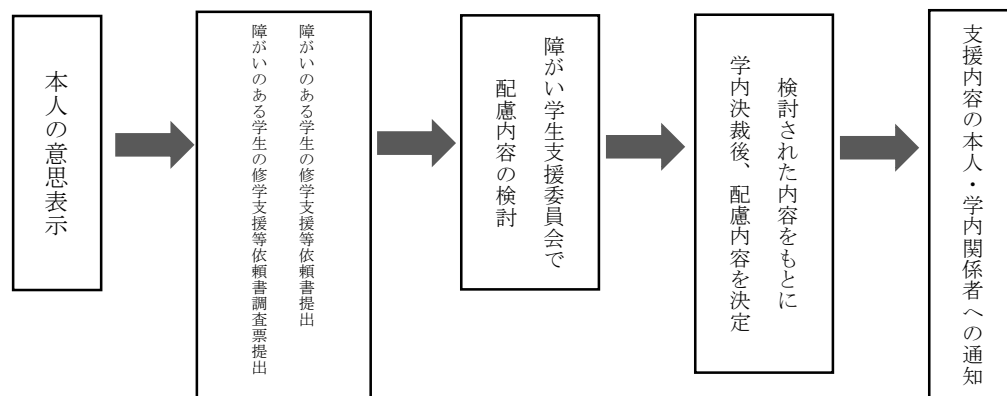 本人の意思表示
障がいのある学生の修学支援等依頼書提出
障がいのある学生の修学支援等依頼書調査票提出
障がい学生支援委員会で
配慮内容の検討
検討された内容をもとに
学内決裁後、配慮内容を決定
支援内容の本人・学内関係者への通知